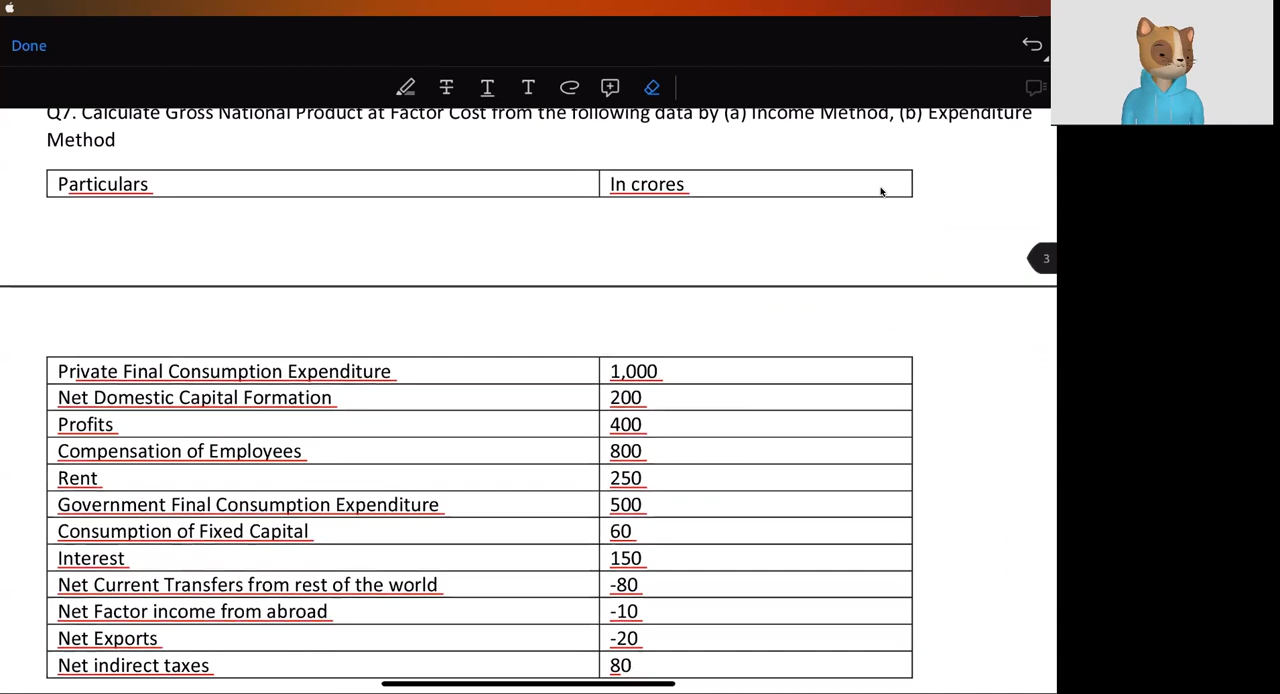 Done
Q7. Calculate Gross National Product at Factor Cost from the following data by (a) Income Method, (b) Expenditure
Method
Particulars In crores
3
Private Final Consumption Expenditure 1,000
Net Domestic Capital Formation 200
Profits 400
Compensation of Employees 800
Rent 250
Government Final Consumption Expenditure 500
Consumption of Fixed Capital 60
Interest 150
Net Current Transfers from rest of the world -80
Net Factor income from abroad -10
Net Exports -20
Net indirect taxes 80